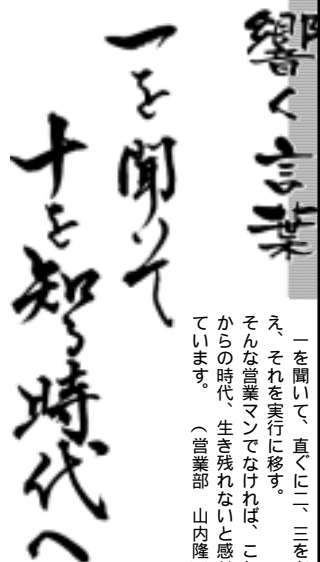 響く言葉
一を聞いて、直ぐに二、三を
え、それを実行に移す。
そんな営業マンでなければ、こ
からの時代、生き残れないと感
ています。（営業部　山内隆
一を聞いて
十を知る時代へ